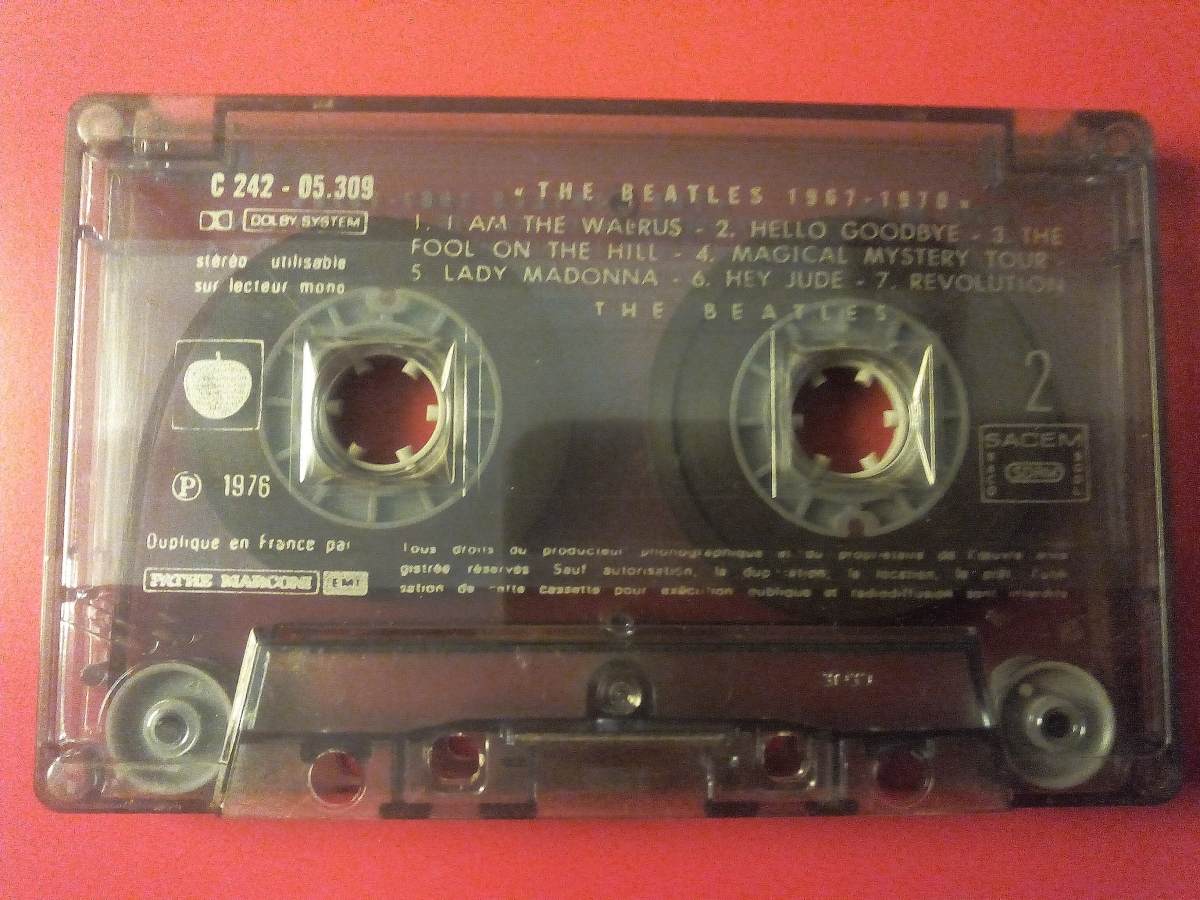 C 242 - 05.309
DOLBY SYSTEM
stéréo utilisable
sur lecteur mono
« THE BEATLES 1967-1970 »
1. I AM THE WALRUS - 2. HELLO GOODBYE - 3. THE
FOOL ON THE HILL - 4. MAGICAL MYSTERY TOUR -
5 LADY MADONNA - 6. HEY JUDE - 7. REVOLUTION
THE BEATLES
2
SACEM
SDRM
Ⓟ 1976
Duplique en France par
PATHE MARCONI EMI
Tous droits du producteur phonographique et du propriétaire de l'œuvre enre
gistrée réservés Sauf autorisation, la location, le prêt,
sation de cette cassette pour exécution publique et radiodiffusion sont interdits